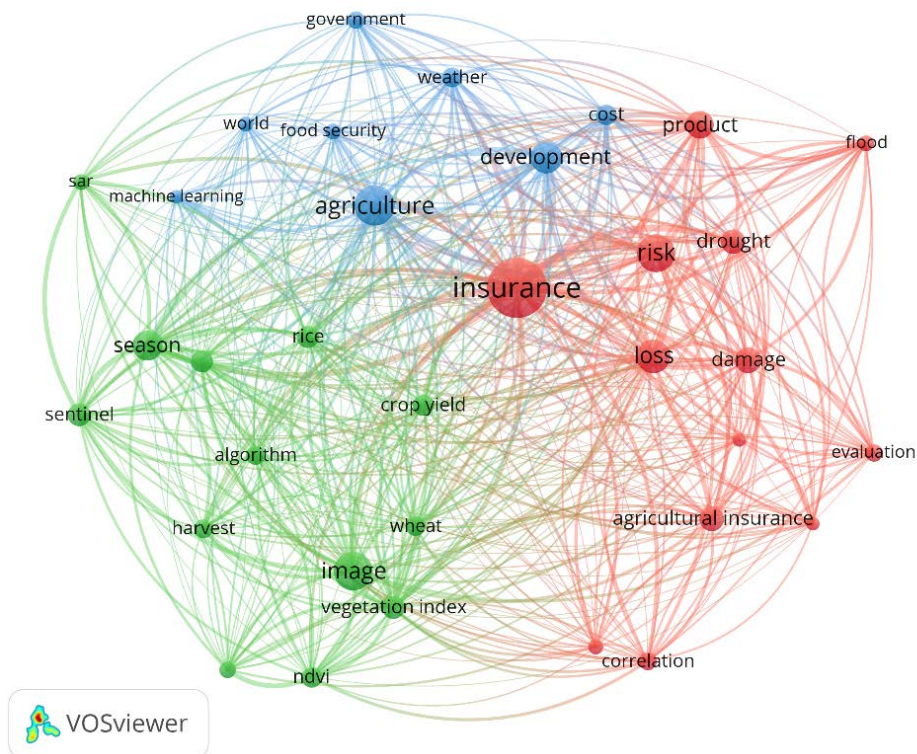 government
weather
cost
product
world
food security
flood
development
sar
machine learning
agriculture
drought
risk
insurance
rice
season
loss
damage
crop yield
sentinel
algorithm
evaluation
agricultural insurance
wheat
harvest
image
vegetation index
correlation
ndvi
VOSviewer